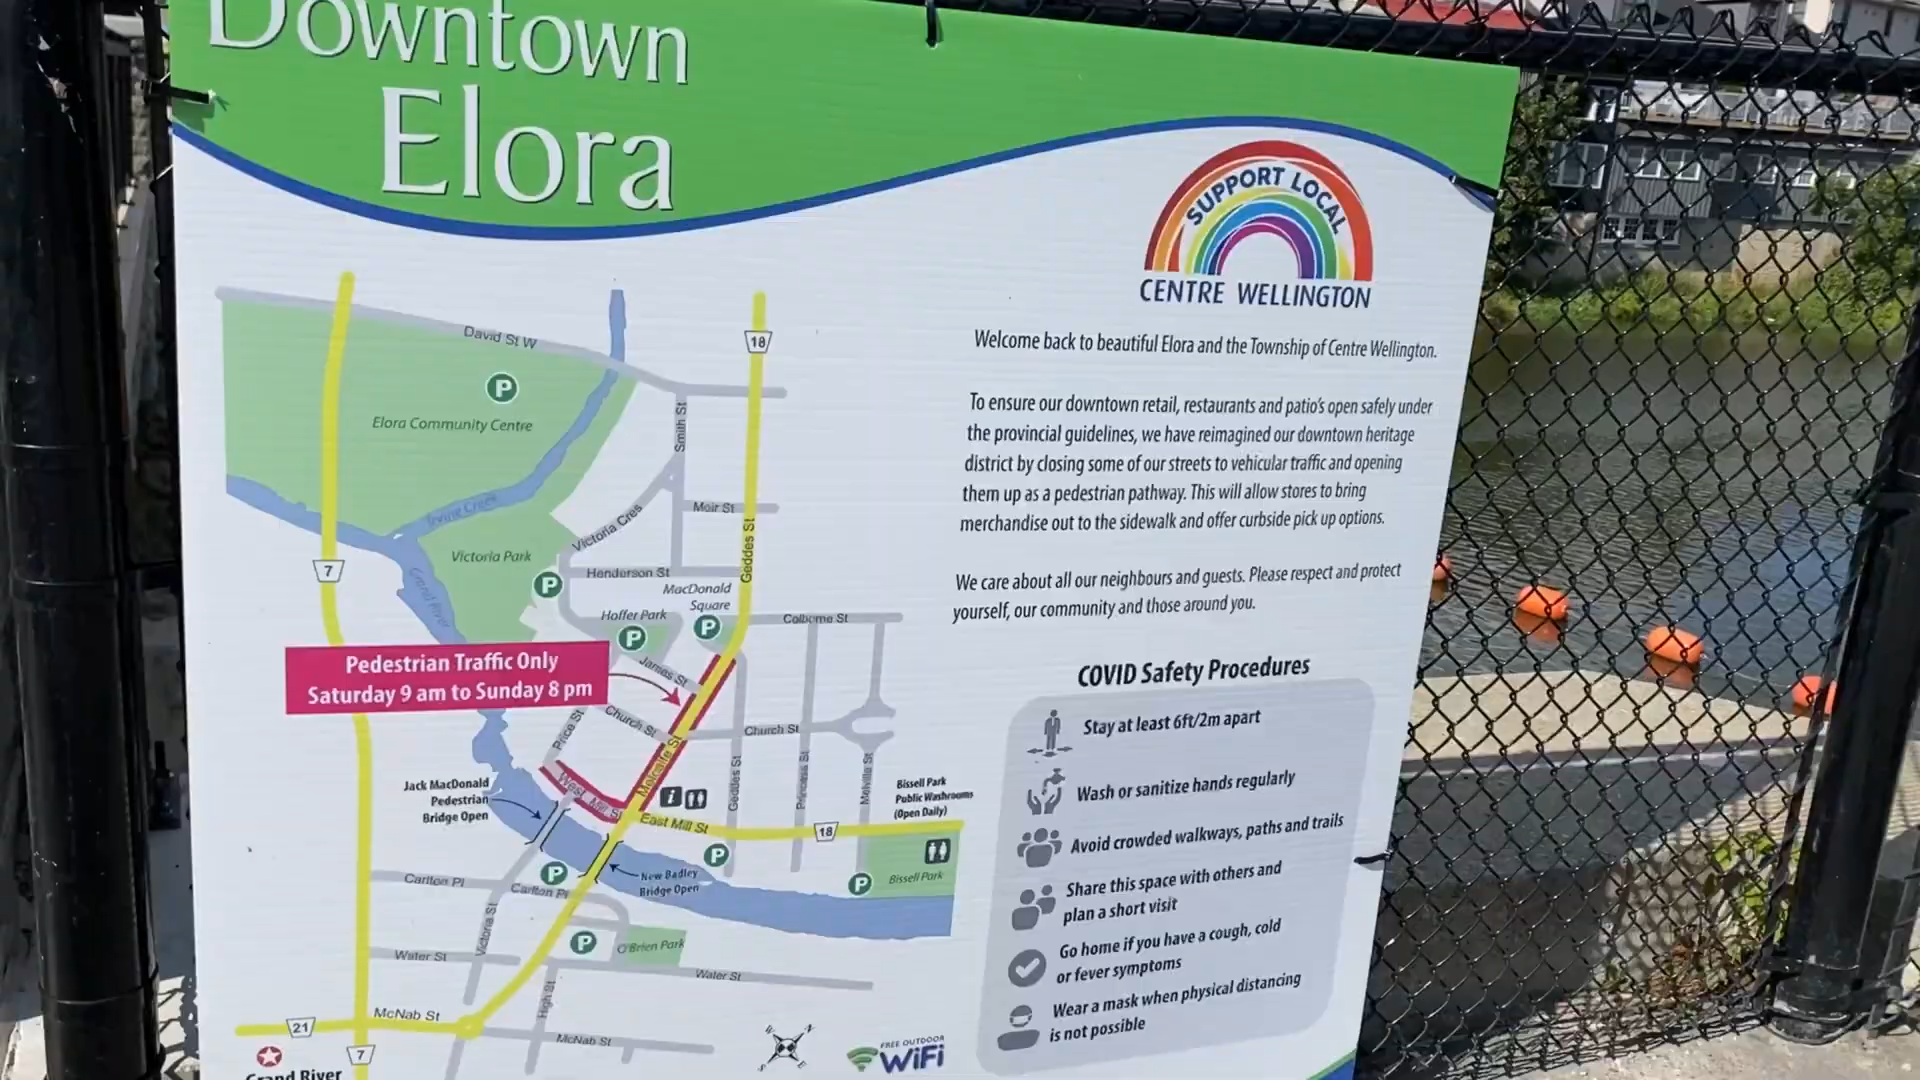 Downtown
Elora
SUPPORT LOCAL
CENTRE WELLINGTON
Welcome back to beautiful Elora and the Township of Centre Wellington.
To ensure our downtown retail, restaurants and patio's open safely under
the provincial guidelines, we have reimagined our downtown heritage
district by closing some of our streets to vehicular traffic and opening
them up as a pedestrian pathway. This will allow stores to bring
merchandise out to the sidewalk and offer curbside pick up options.
We care about all our neighbours and guests. Please respect and protect
yourself, our community and those around you.
COVID Safety Procedures
Stay at least 6ft/2m apart
Wash or sanitize hands regularly
Avoid crowded walkways, paths and trails
Share this space with others and
plan a short visit
Go home if you have a cough, cold
or fever symptoms
Wear a mask when physical distancing
is not possible
David St W
18
P
Elora Community Centre
Smith St
Irvine Creek
Moir St
Victoria Cres
Geddes St
Victoria Park
7
P
Henderson St
MacDonald
Square
Grand River
Hoffer Park
P
P
Colborne St
Pedestrian Traffic Only
Saturday 9 am to Sunday 8 pm
James St
Church St
Price St
Church St
Metcalfe St
Geddes St
Princess St
Melville St
West Mill St
Jack MacDonald
Pedestrian
Bridge Open
i
Bissell Park
Public Washrooms
(Open Daily)
East Mill St
18
P
P
P
Bissell Park
New Badley
Bridge Open
Carlton Pl
Carlton Pl
Victoria St
P
O'Brien Park
Water St
Water St
High St
McNab St
21
McNab St
7
Grand River
W
N
S
E
FREE OUTDOOR
WiFi